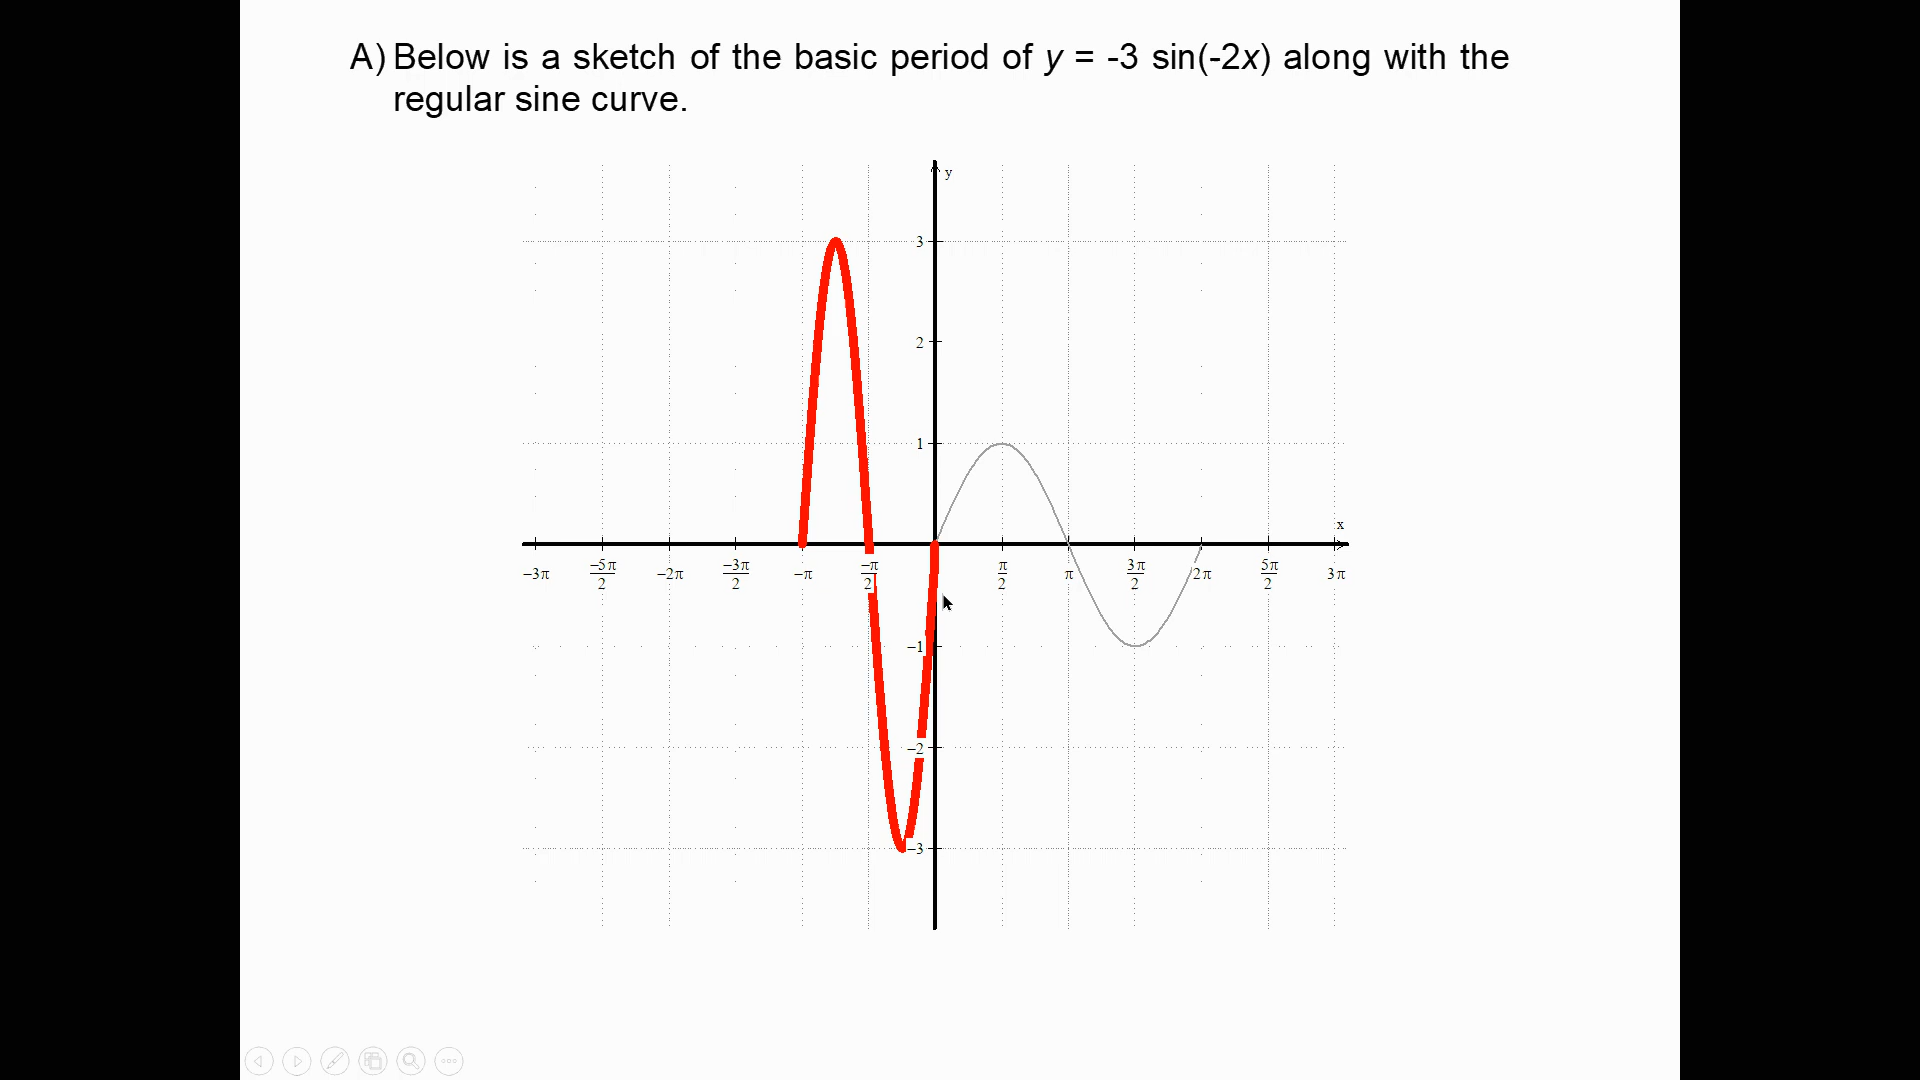 A) Below is a sketch of the basic period of y = -3 sin(-2x) along with the
regular sine curve.
y
3
2
1
x
−3π −5π/2 −2π −3π/2 −π −π/2 π/2 π 3π/2 2π 5π/2 3π
−1
−2
−3